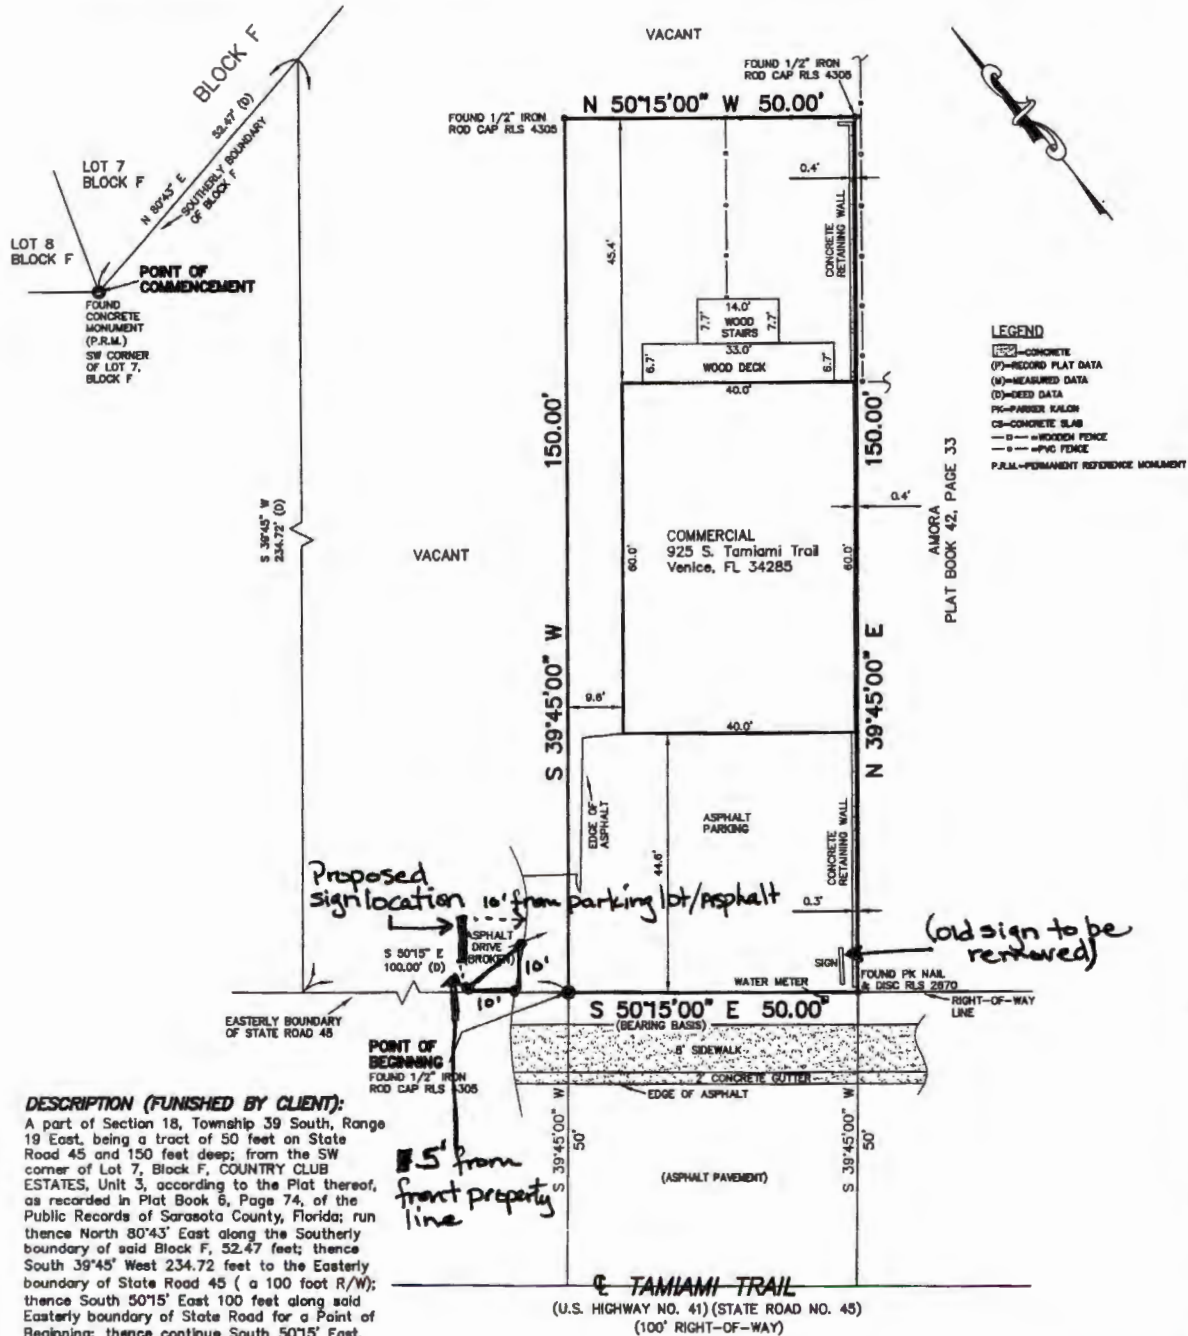 VACANT
BLOCK F
52.47' (D)
N 80°43' E
SOUTHERLY BOUNDARY
OF BLOCK F
LOT 7
BLOCK F
LOT 8
BLOCK F
POINT OF
COMMENCEMENT
FOUND
CONCRETE
MONUMENT
(P.R.M.)
SW CORNER
OF LOT 7,
BLOCK F
FOUND 1/2" IRON
ROD CAP RLS 4305
N 50°15'00" W 50.00'
FOUND 1/2" IRON
ROD CAP RLS 4305
0.4'
CONCRETE
RETAINING WALL
45.4'
14.0'
7.7'
WOOD
STAIRS
7.7'
33.0'
6.7'
WOOD DECK
6.7'
40.0'
LEGEND
=CONCRETE
(P)=RECORD PLAT DATA
(M)=MEASURED DATA
(D)=DEED DATA
PK=PARKER KALON
CS=CONCRETE SLAB
=WOODEN FENCE
=PVC FENCE
P.R.M.=PERMANENT REFERENCE MONUMENT
S 39°45" W
234.72' (D)
VACANT
150.00'
S 39°45'00" W
60.0'
COMMERCIAL
925 S. Tamiami Trail
Venice, FL 34285
60.0'
150.00'
N 39°45'00" E
0.4'
AMORA
PLAT BOOK 42, PAGE 33
9.6'
40.0'
EDGE OF
ASPHALT
ASPHALT
PARKING
44.6'
CONCRETE
RETAINING WALL
0.3'
Proposed
sign location
10' from parking lot/Asphalt
ASPHALT
DRIVE
(BROKEN)
S 50°15" E
100.00' (D)
10'
10'
SIGN
(old sign to be
removed)
WATER METER
FOUND PK NAIL
& DISC RLS 2870
RIGHT-OF-WAY
LINE
EASTERLY BOUNDARY
OF STATE ROAD 45
S 50°15'00" E 50.00'
(BEARING BASIS)
POINT OF
BEGINNING
FOUND 1/2" IRON
ROD CAP RLS 4305
SIDEWALK
2' CONCRETE GUTTER
EDGE OF ASPHALT
S 39°45'00" W
50'
S 39°45'00" W
50'
(ASPHALT PAVEMENT)
5' from
front property
line
DESCRIPTION (FUNISHED BY CLIENT):
A part of Section 18, Township 39 South, Range
19 East, being a tract of 50 feet on State
Road 45 and 150 feet deep; from the SW
corner of Lot 7, Block F, COUNTRY CLUB
ESTATES, Unit 3, according to the Plat thereof,
as recorded in Plat Book 6, Page 74, of the
Public Records of Sarasota County, Florida; run
thence North 80°43' East along the Southerly
boundary of said Block F, 52.47 feet; thence
South 39°45' West 234.72 feet to the Easterly
boundary of State Road 45 ( a 100 foot R/W);
thence South 50°15' East 100 feet along said
Easterly boundary of State Road for a Point of
Beginning; thence continue South 50°15' East,
℄ TAMIAMI TRAIL
(U.S. HIGHWAY NO. 41) (STATE ROAD NO. 45)
(100' RIGHT-OF-WAY)